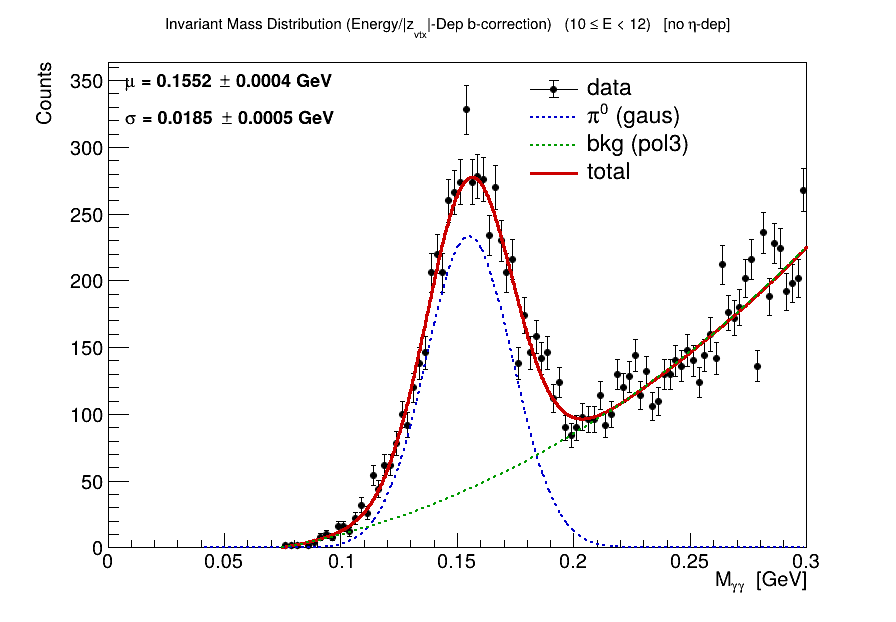 Invariant Mass Distribution (Energy/|z_vtx|-Dep b-correction) (10 ≤ E < 12) [no η-dep]
Counts
μ = 0.1552 ± 0.0004 GeV
σ = 0.0185 ± 0.0005 GeV
data
π⁰ (gaus)
bkg (pol3)
total
350
300
250
200
150
100
50
0
0 0.05 0.1 0.15 0.2 0.25 0.3
M_γγ [GeV]